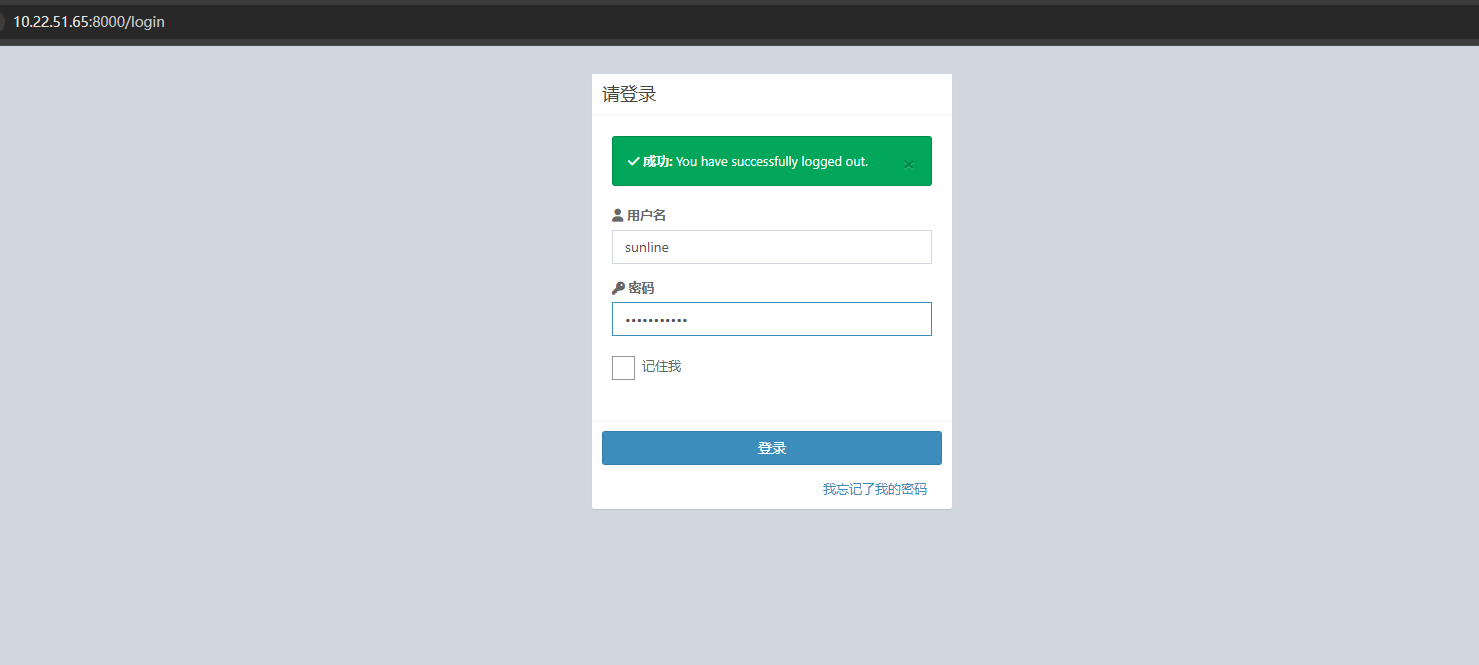 10.22.51.65:8000/login
请登录
成功: You have successfully logged out.
×
用户名
sunline
密码
•••••••••••
记住我
登录
我忘记了我的密码